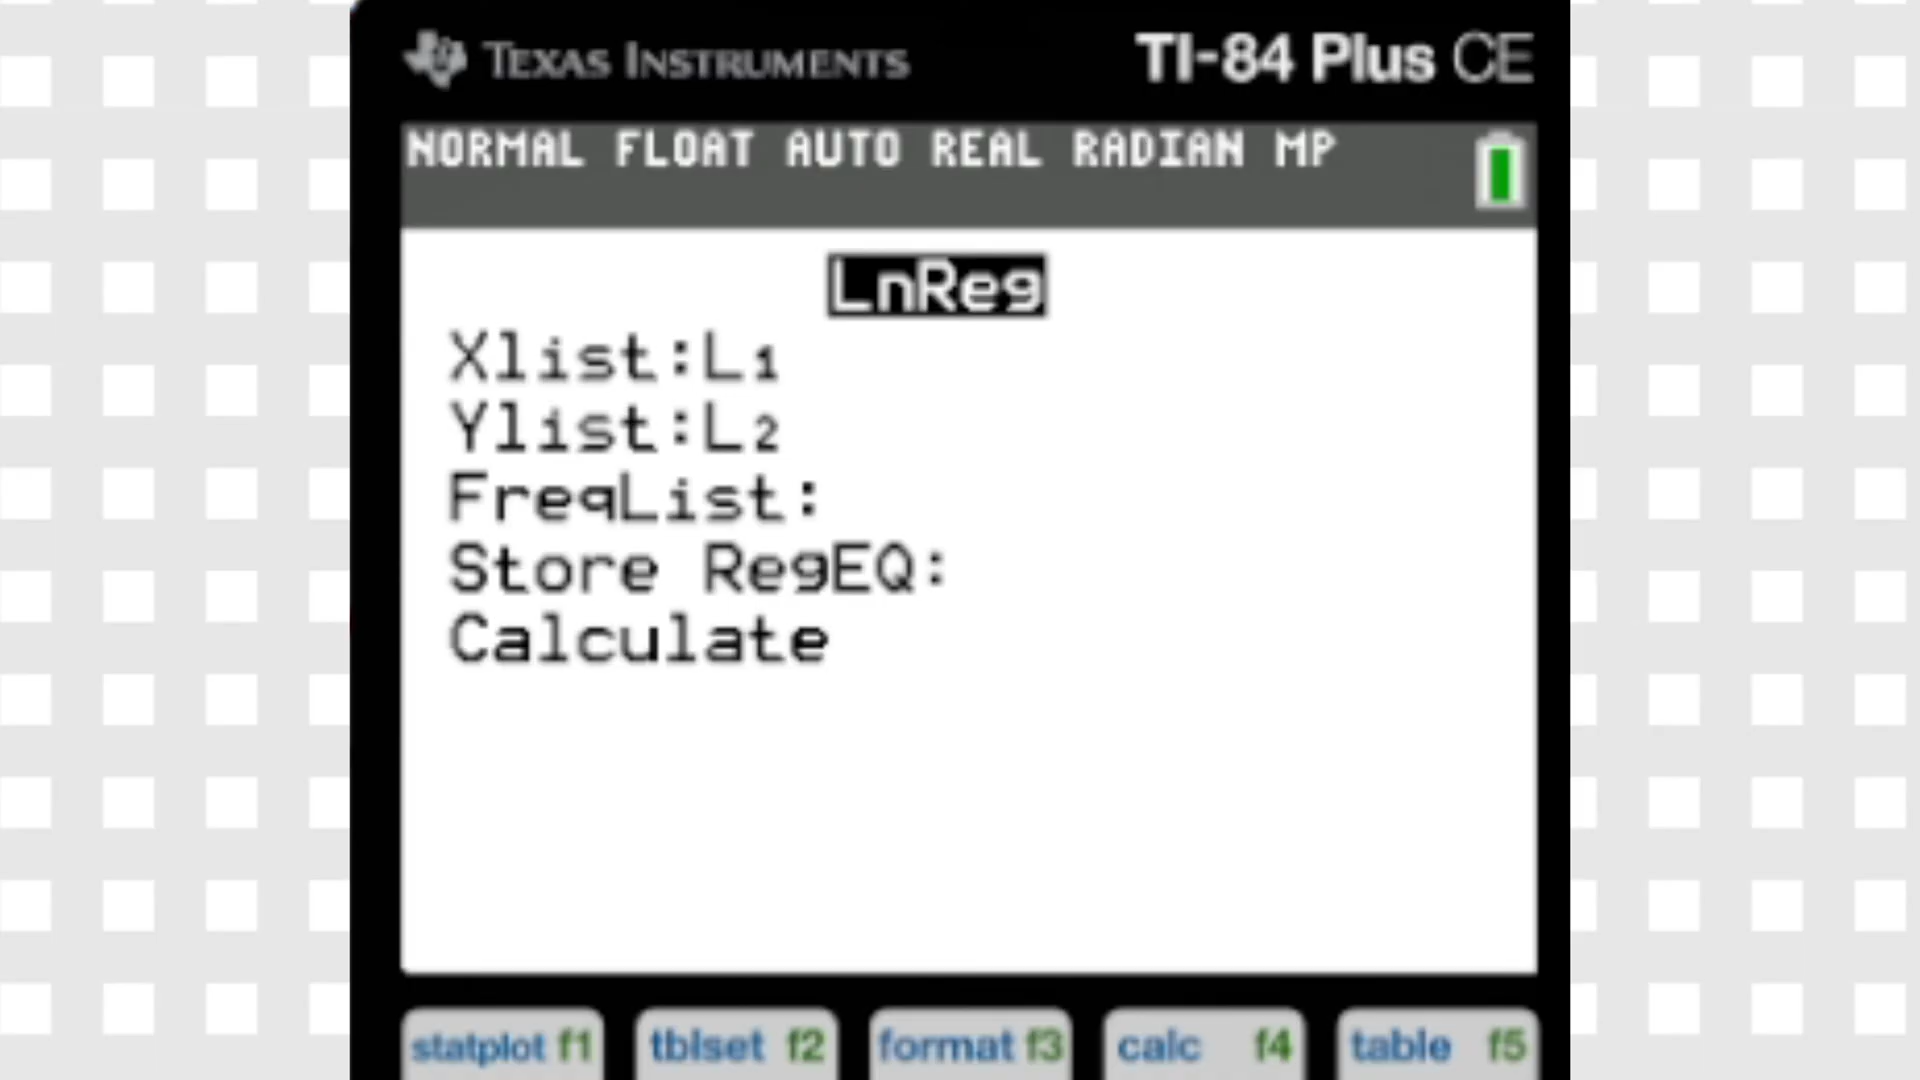 TEXAS INSTRUMENTS TI-84 Plus CE
NORMAL FLOAT AUTO REAL RADIAN MP
LnReg
Xlist:L₁
Ylist:L₂
FreqList:
Store RegEQ:
Calculate
statplot f1 tblset f2 format f3 calc f4 table f5